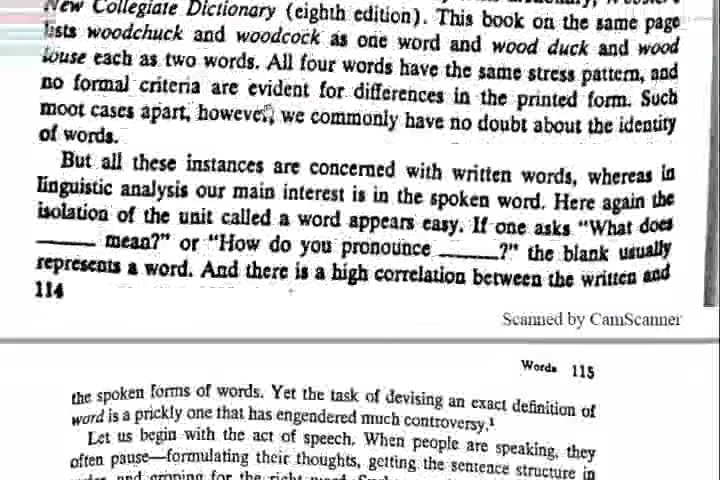 New Collegiate Dictionary (eighth edition). This book on the same page
lists woodchuck and woodcock as one word and wood duck and wood
louse each as two words. All four words have the same stress pattern, and
no formal criteria are evident for differences in the printed form. Such
moot cases apart, however, we commonly have no doubt about the identity
of words.
But all these instances are concerned with written words, whereas in
linguistic analysis our main interest is in the spoken word. Here again the
isolation of the unit called a word appears easy. If one asks “What does
_____ mean?” or “How do you pronounce _____?” the blank usually
represents a word. And there is a high correlation between the written and
114
Scanned by CamScanner
Words 115
the spoken forms of words. Yet the task of devising an exact definition of
word is a prickly one that has engendered much controversy.¹
Let us begin with the act of speech. When people are speaking, they
often pause—formulating their thoughts, getting the sentence structure in
and groping for the right